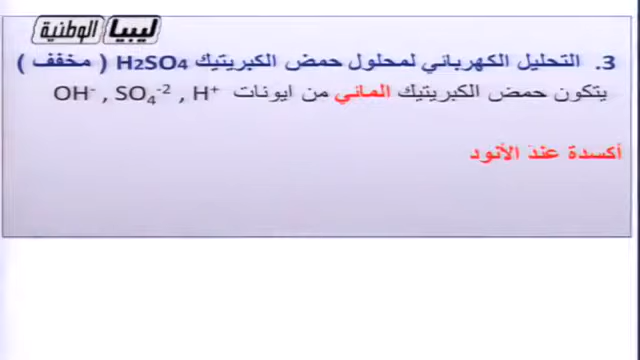 ليبيا الوطنية
3. التحليل الكهربائي لمحلول حمض الكبريتيك H₂SO₄ ( مخفف )
يتكون حمض الكبريتيك المائي من ايونات H⁺ , SO₄⁻² , OH⁻
أكسدة عند الآنود